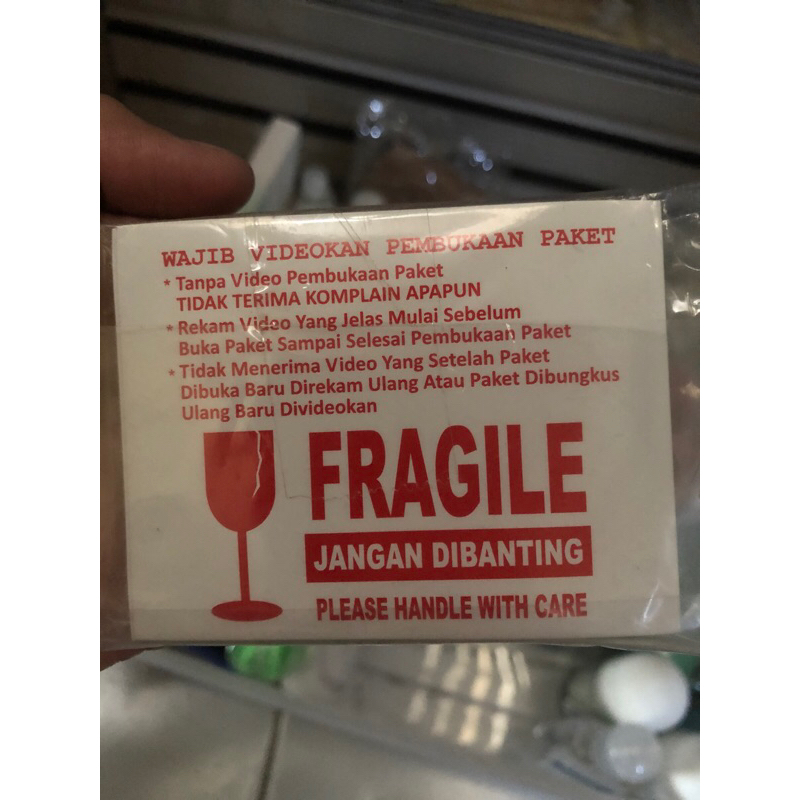 WAJIB VIDEOKAN PEMBUKAAN PAKET
* Tanpa Video Pembukaan Paket
TIDAK TERIMA KOMPLAIN APAPUN
* Rekam Video Yang Jelas Mulai Sebelum
Buka Paket Sampai Selesai Pembukaan Paket
* Tidak Menerima Video Yang Setelah Paket
Dibuka Baru Direkam Ulang Atau Paket Dibungkus
Ulang Baru Divideokan
FRAGILE
JANGAN DIBANTING
PLEASE HANDLE WITH CARE